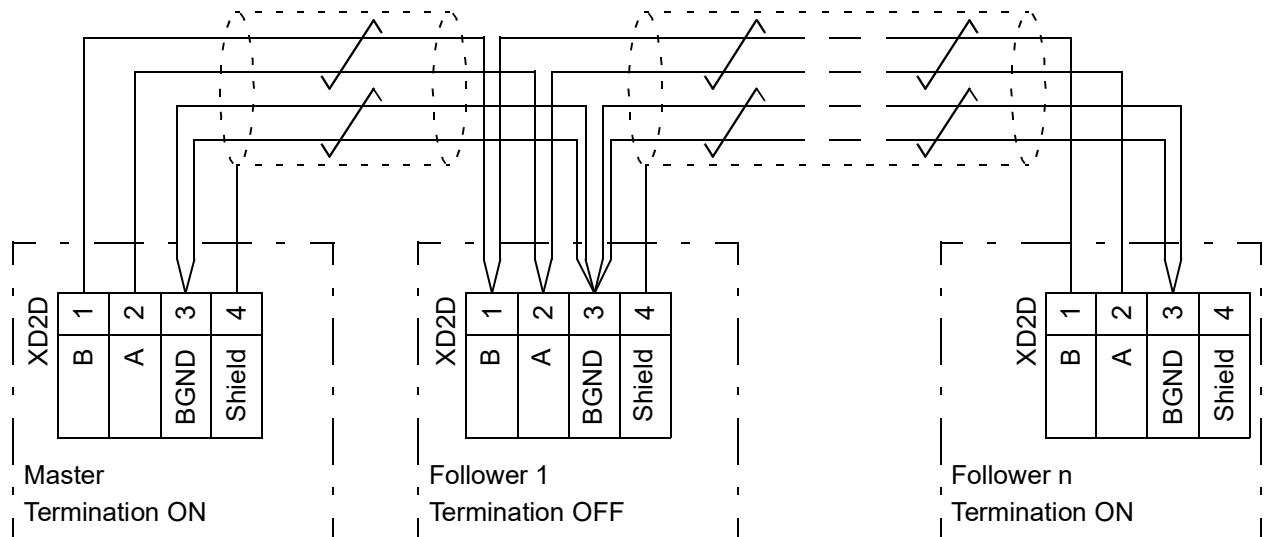 XD2D
1
2
3
4
B
A
BGND
Shield
Master
Termination ON
XD2D
1
2
3
4
B
A
BGND
Shield
Follower 1
Termination OFF
XD2D
1
2
3
4
B
A
BGND
Shield
Follower n
Termination ON